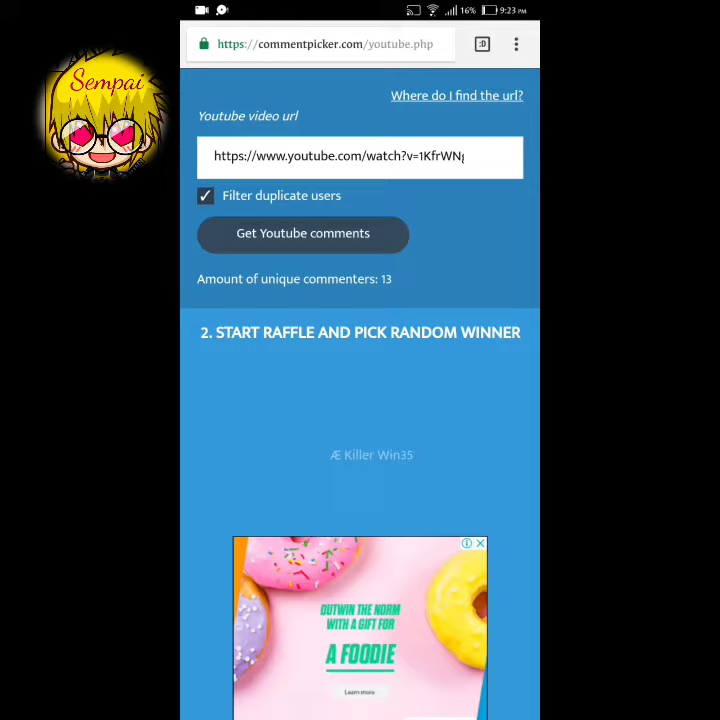 16% 9:23 PM
https://commentpicker.com/youtube.php
:D
Sempai
Where do I find the url?
Youtube video url
https://www.youtube.com/watch?v=1KfrWN
Filter duplicate users
Get Youtube comments
Amount of unique commenters: 13
2. START RAFFLE AND PICK RANDOM WINNER
Æ Killer Win35
OUTWIN THE NORM
WITH A GIFT FOR
A FOODIE
Learn more